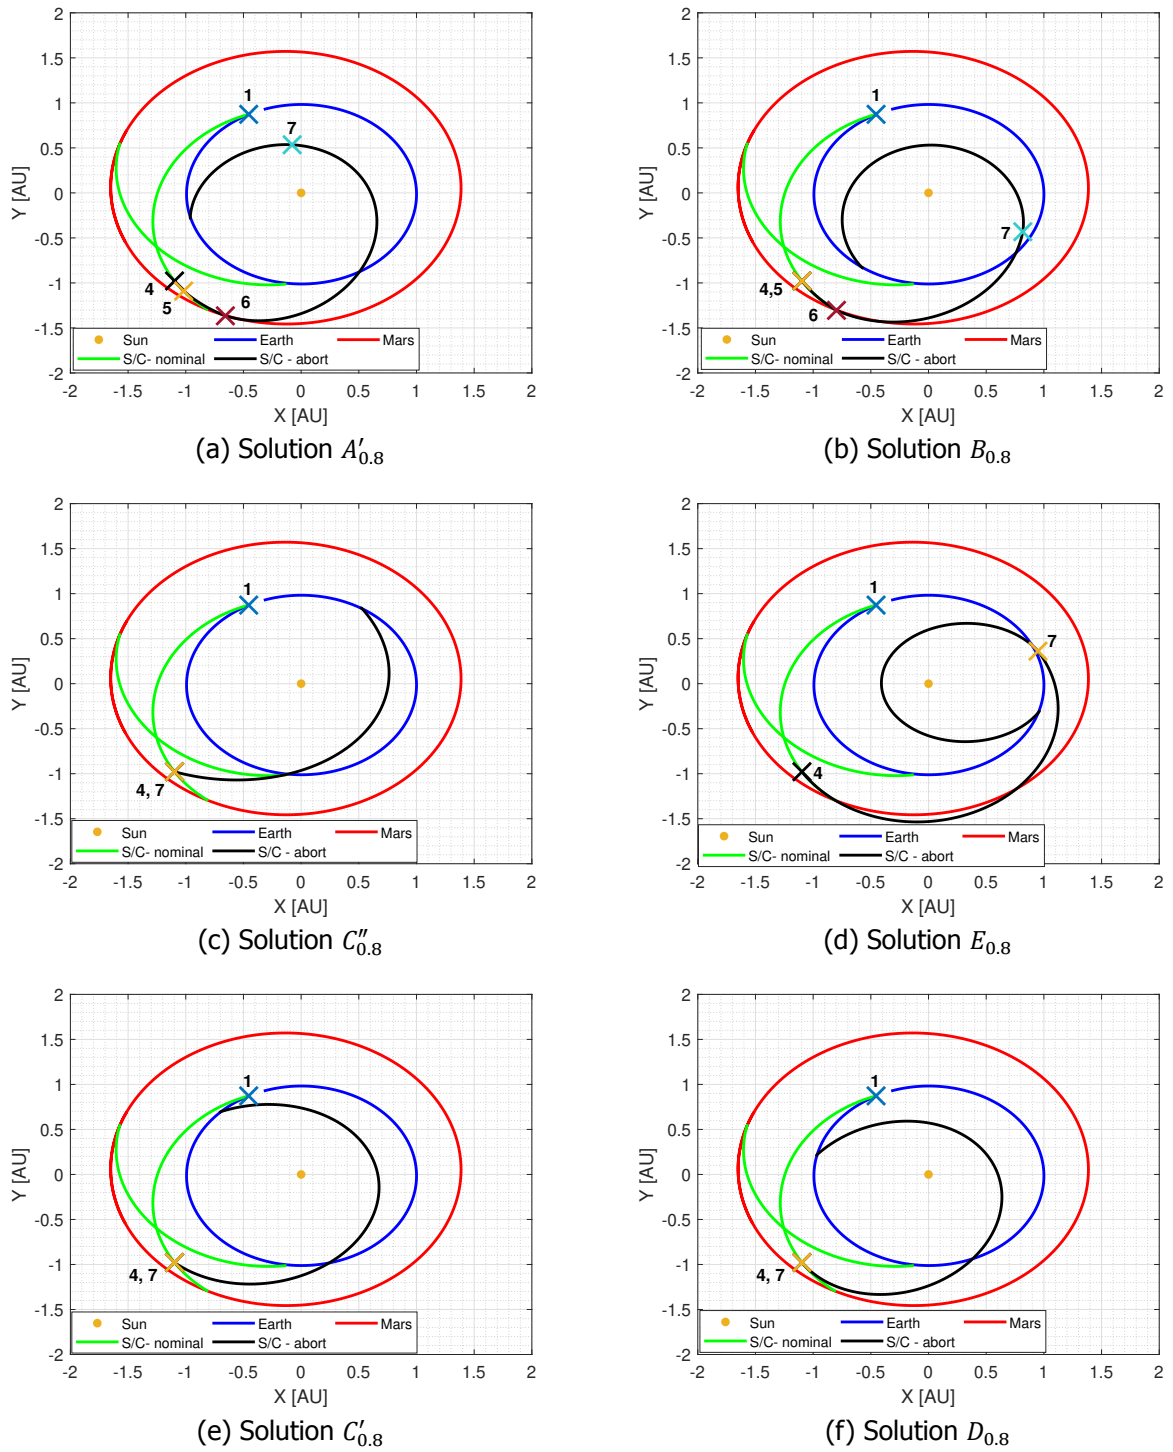 2
1.5
1
0.5
0
-0.5
-1
-1.5
-2
Y [AU]
1
7
4
5
6
Sun
Earth
Mars
S/C- nominal
S/C - abort
-2 -1.5 -1 -0.5 0 0.5 1 1.5 2
X [AU]
(a) Solution A′0.8
2
1.5
1
0.5
0
-0.5
-1
-1.5
-2
Y [AU]
1
7
4,5
6
Sun
Earth
Mars
S/C- nominal
S/C - abort
-2 -1.5 -1 -0.5 0 0.5 1 1.5 2
X [AU]
(b) Solution B0.8
2
1.5
1
0.5
0
-0.5
-1
-1.5
-2
Y [AU]
1
4, 7
Sun
Earth
Mars
S/C- nominal
S/C - abort
-2 -1.5 -1 -0.5 0 0.5 1 1.5 2
X [AU]
(c) Solution C″0.8
2
1.5
1
0.5
0
-0.5
-1
-1.5
-2
Y [AU]
1
7
4
Sun
Earth
Mars
S/C- nominal
S/C - abort
-2 -1.5 -1 -0.5 0 0.5 1 1.5 2
X [AU]
(d) Solution E0.8
2
1.5
1
0.5
0
-0.5
-1
-1.5
-2
Y [AU]
1
4, 7
Sun
Earth
Mars
S/C- nominal
S/C - abort
-2 -1.5 -1 -0.5 0 0.5 1 1.5 2
X [AU]
(e) Solution C′0.8
2
1.5
1
0.5
0
-0.5
-1
-1.5
-2
Y [AU]
1
4, 7
Sun
Earth
Mars
S/C- nominal
S/C - abort
-2 -1.5 -1 -0.5 0 0.5 1 1.5 2
X [AU]
(f) Solution D0.8